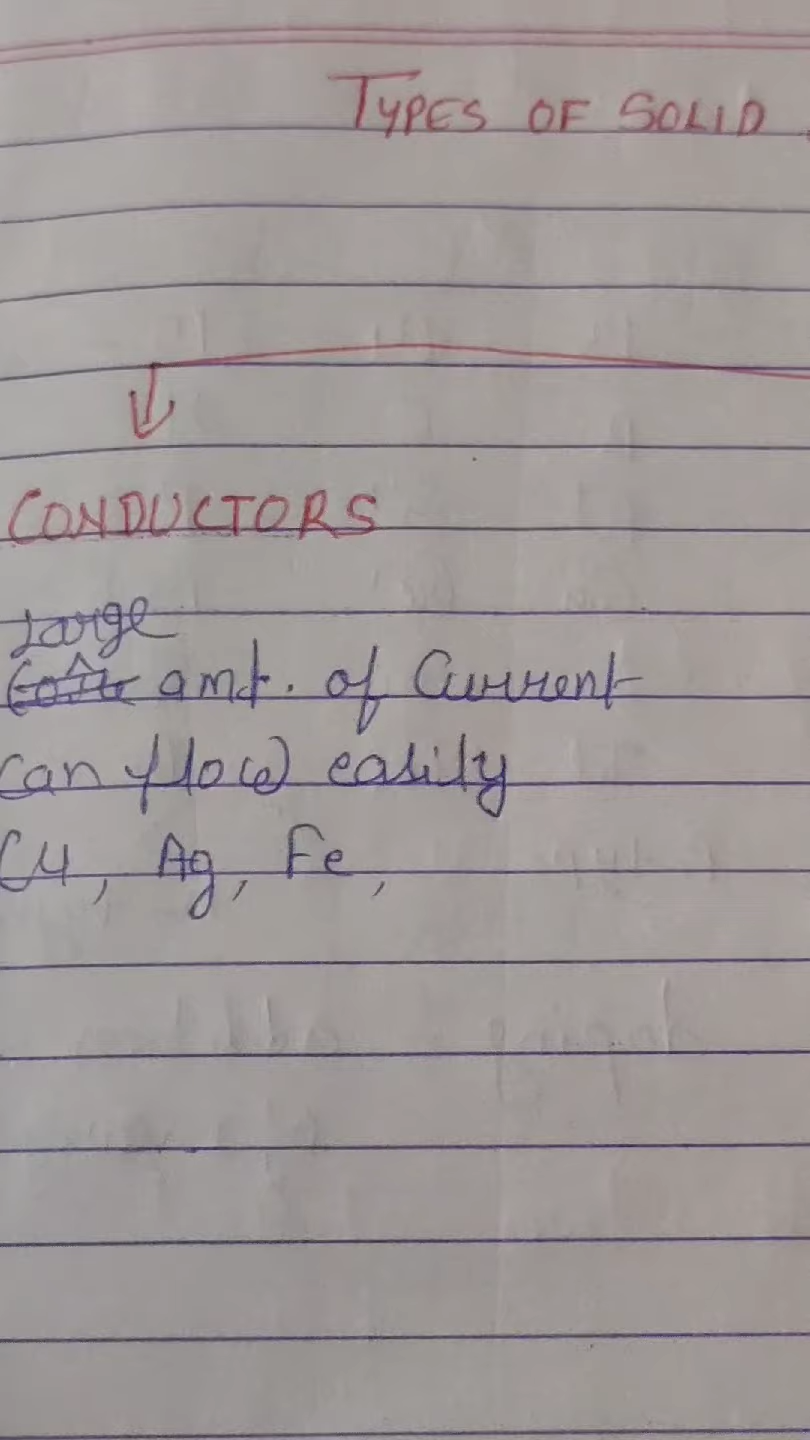 TYPES OF SOLID
CONDUCTORS
Large
amt. of Current
can flow easily
Cu, Ag, Fe,